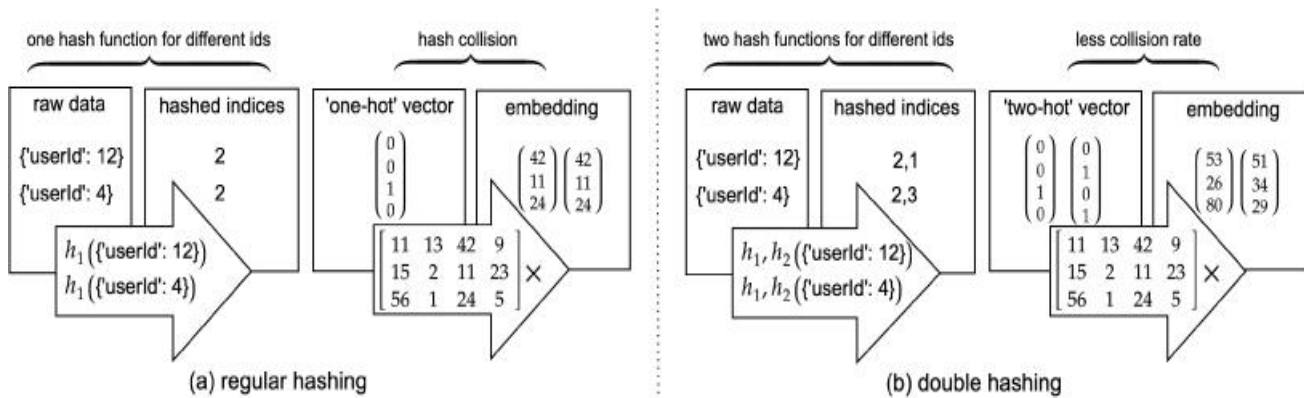 one hash function for different ids
hash collision
raw data
hashed indices
'one-hot' vector
embedding
{'userId': 12}
2
{'userId': 4}
2
0
0
1
0
42 42
11 11
24 24
h₁({'userId': 12})
h₁({'userId': 4})
11 13 42 9
15 2 11 23
56 1 24 5
×
(a) regular hashing
two hash functions for different ids
less collision rate
raw data
hashed indices
'two-hot' vector
embedding
{'userId': 12}
2,1
{'userId': 4}
2,3
0 0
0 1
1 0
0 1
53 51
26 34
80 29
h₁, h₂({'userId': 12})
h₁, h₂({'userId': 4})
11 13 42 9
15 2 11 23
56 1 24 5
×
(b) double hashing